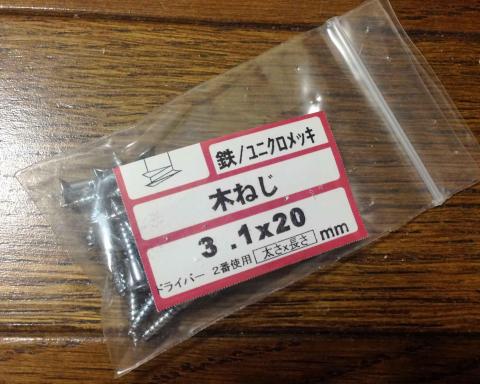 鉄/ユニクロメッキ
木ねじ
3.1x20 mm
ドライバー 2番使用 太さx長さ